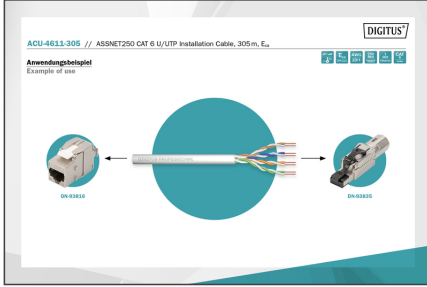 DIGITUS®
ACU-4611-305 // ASSNET250 CAT 6 U/UTP Installation Cable, 305 m, Eca
Anwendungsbeispiel
Example of use
DN-93816
DN-93835